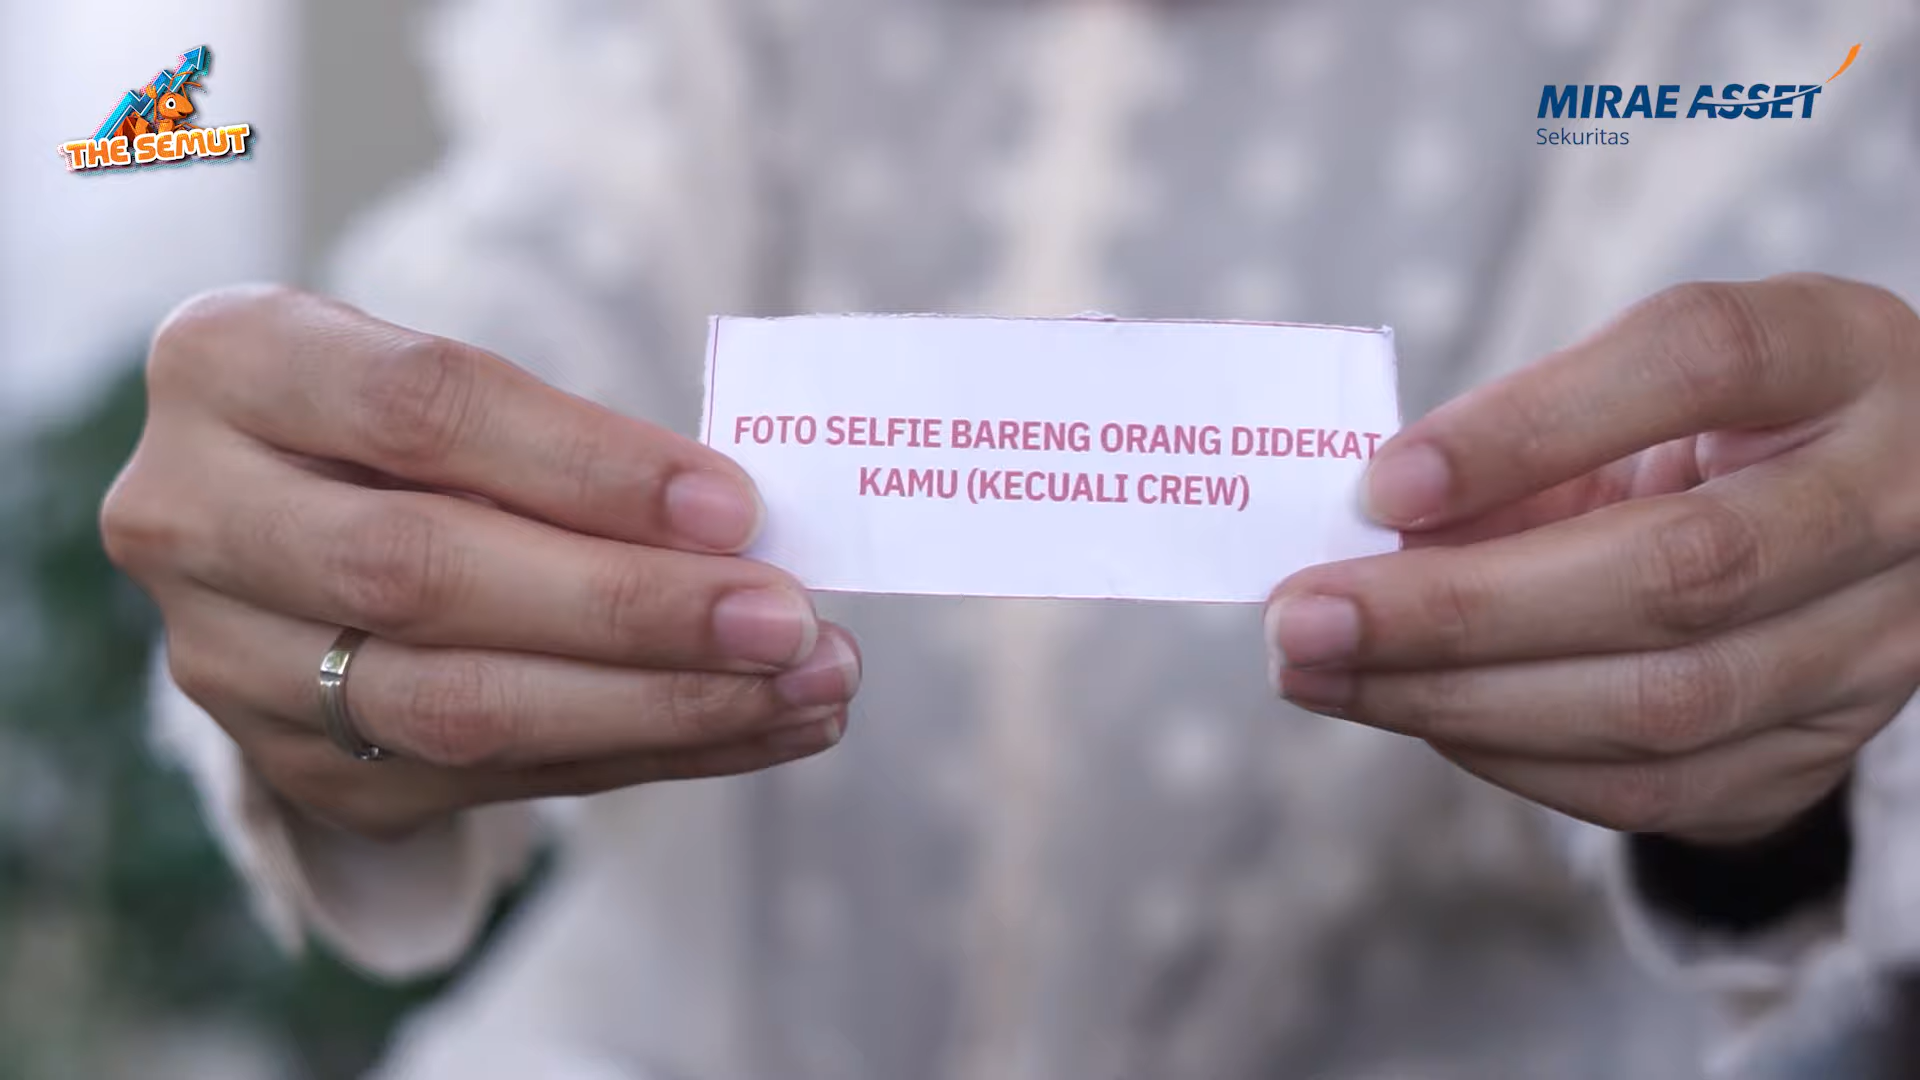 THE SEMUT
MIRAE ASSET
Sekuritas
FOTO SELFIE BARENG ORANG DIDEKAT
KAMU (KECUALI CREW)